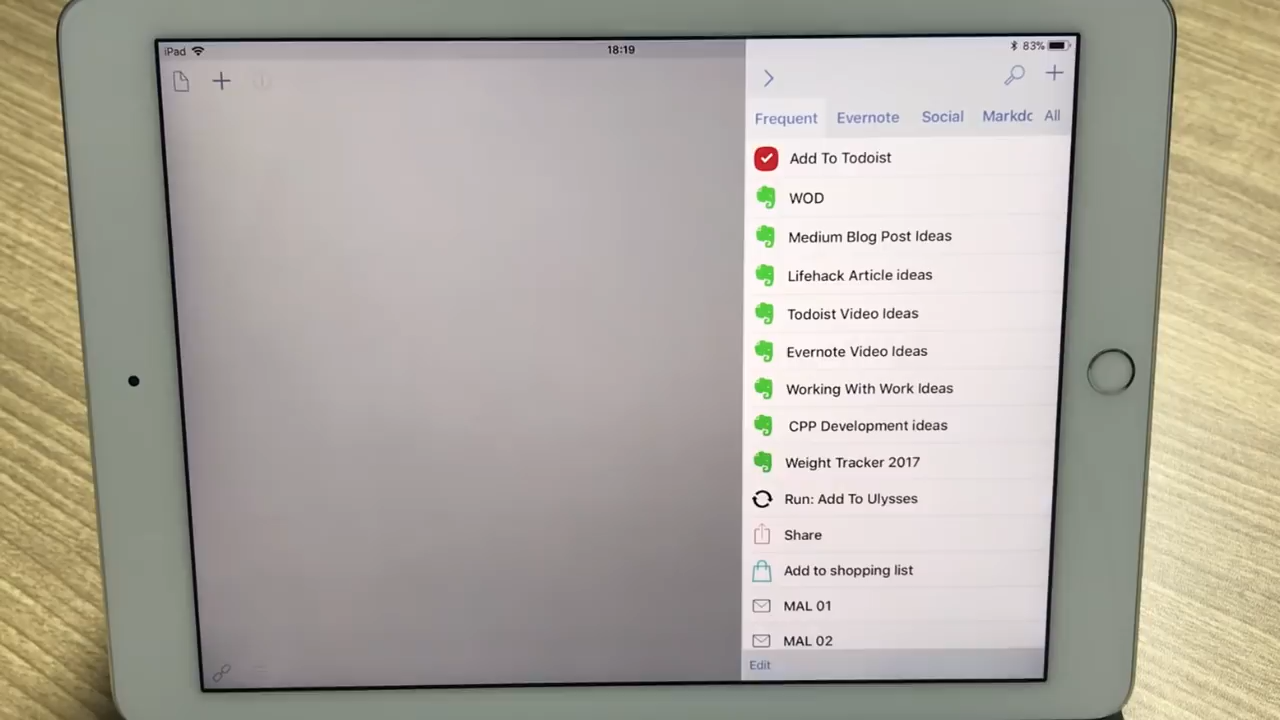 iPad 18:19 83%
Frequent Evernote Social Markdc All
Add To Todoist
WOD
Medium Blog Post Ideas
Lifehack Article ideas
Todoist Video Ideas
Evernote Video Ideas
Working With Work Ideas
CPP Development ideas
Weight Tracker 2017
Run: Add To Ulysses
Share
Add to shopping list
MAL 01
MAL 02
Edit